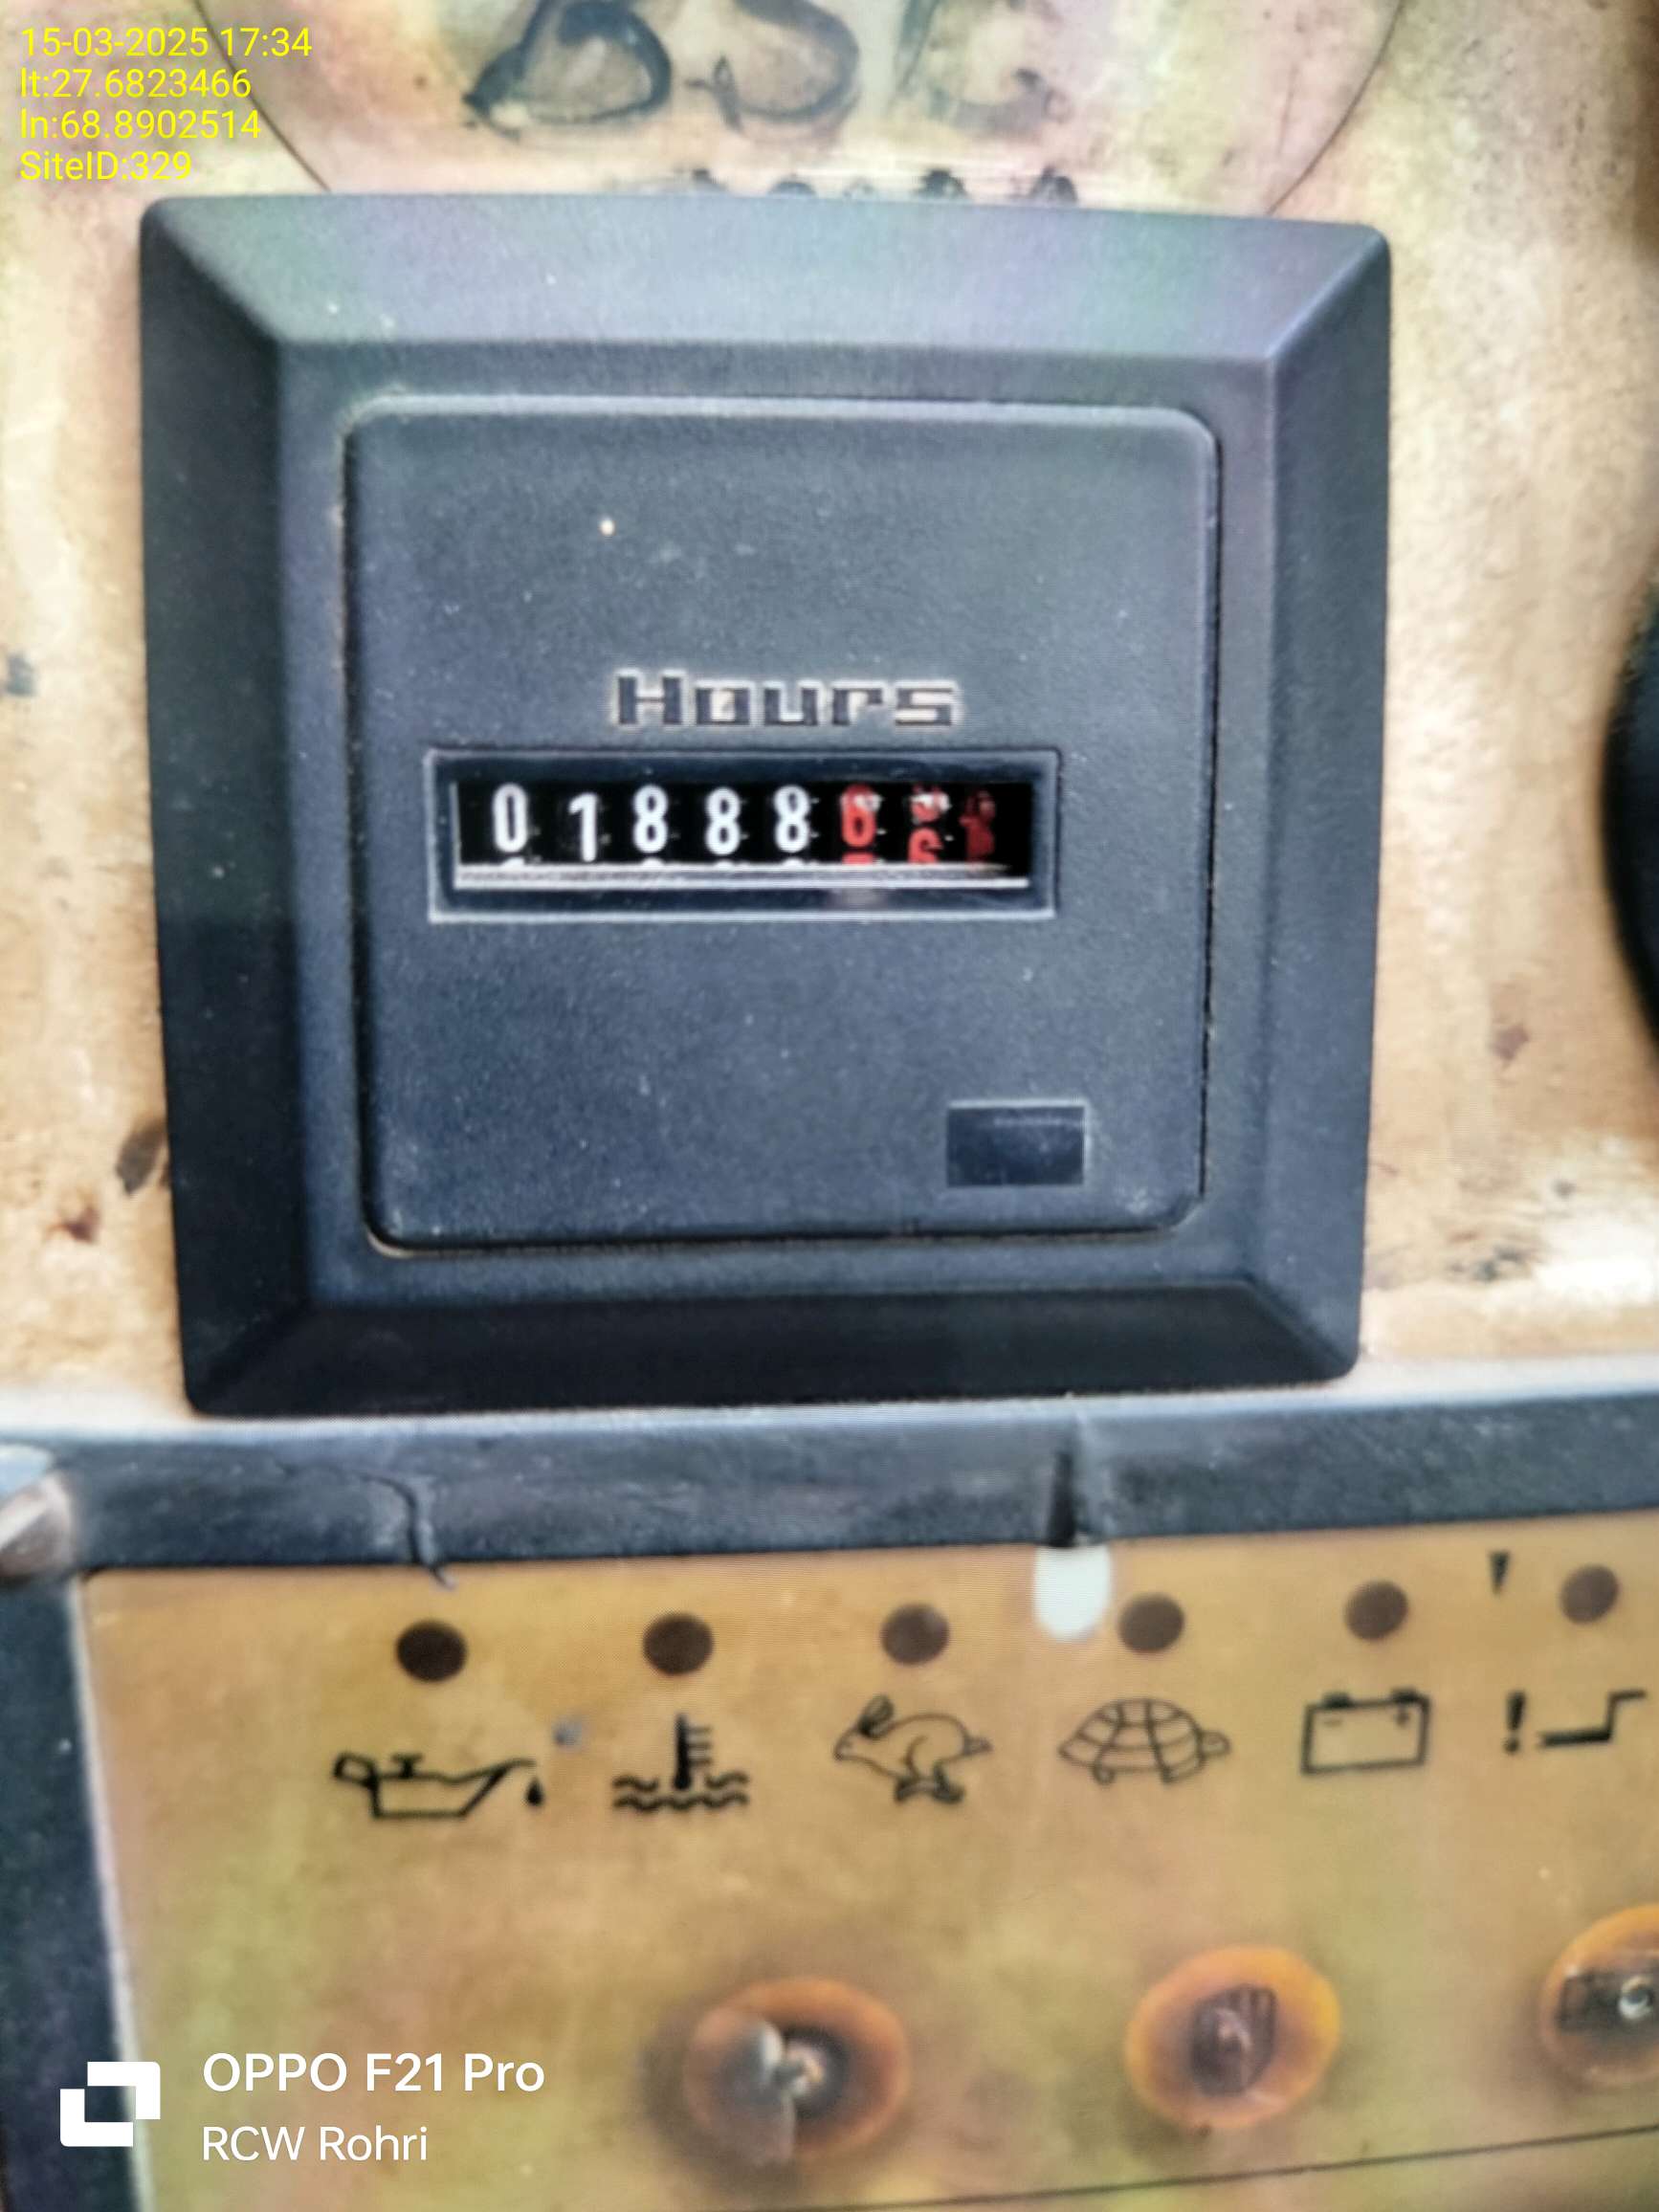 15-03-2025 17:34
lt:27.6823466
ln:68.8902514
SiteID:329
Hours
018886
OPPO F21 Pro
RCW Rohri